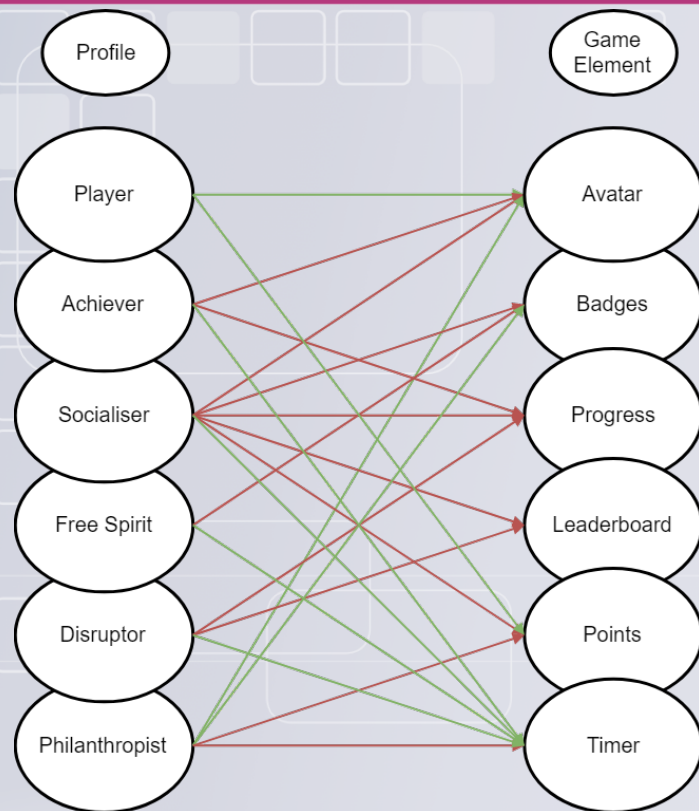 Profile
Game
Element
Player
Avatar
Achiever
Badges
Socialiser
Progress
Free Spirit
Leaderboard
Disruptor
Points
Philanthropist
Timer